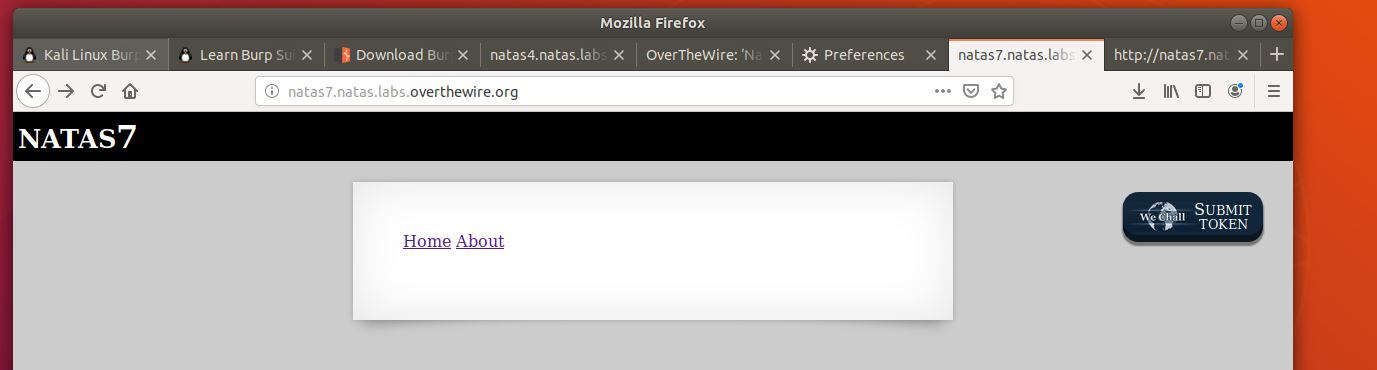 Mozilla Firefox
Kali Linux Burp
Learn Burp Sui
Download Bur
natas4.natas.labs
OverTheWire: 'Na
Preferences
natas7.natas.labs
http://natas7.nat
natas7.natas.labs.overthewire.org
NATAS7
Home About
We Chall
SUBMIT
TOKEN